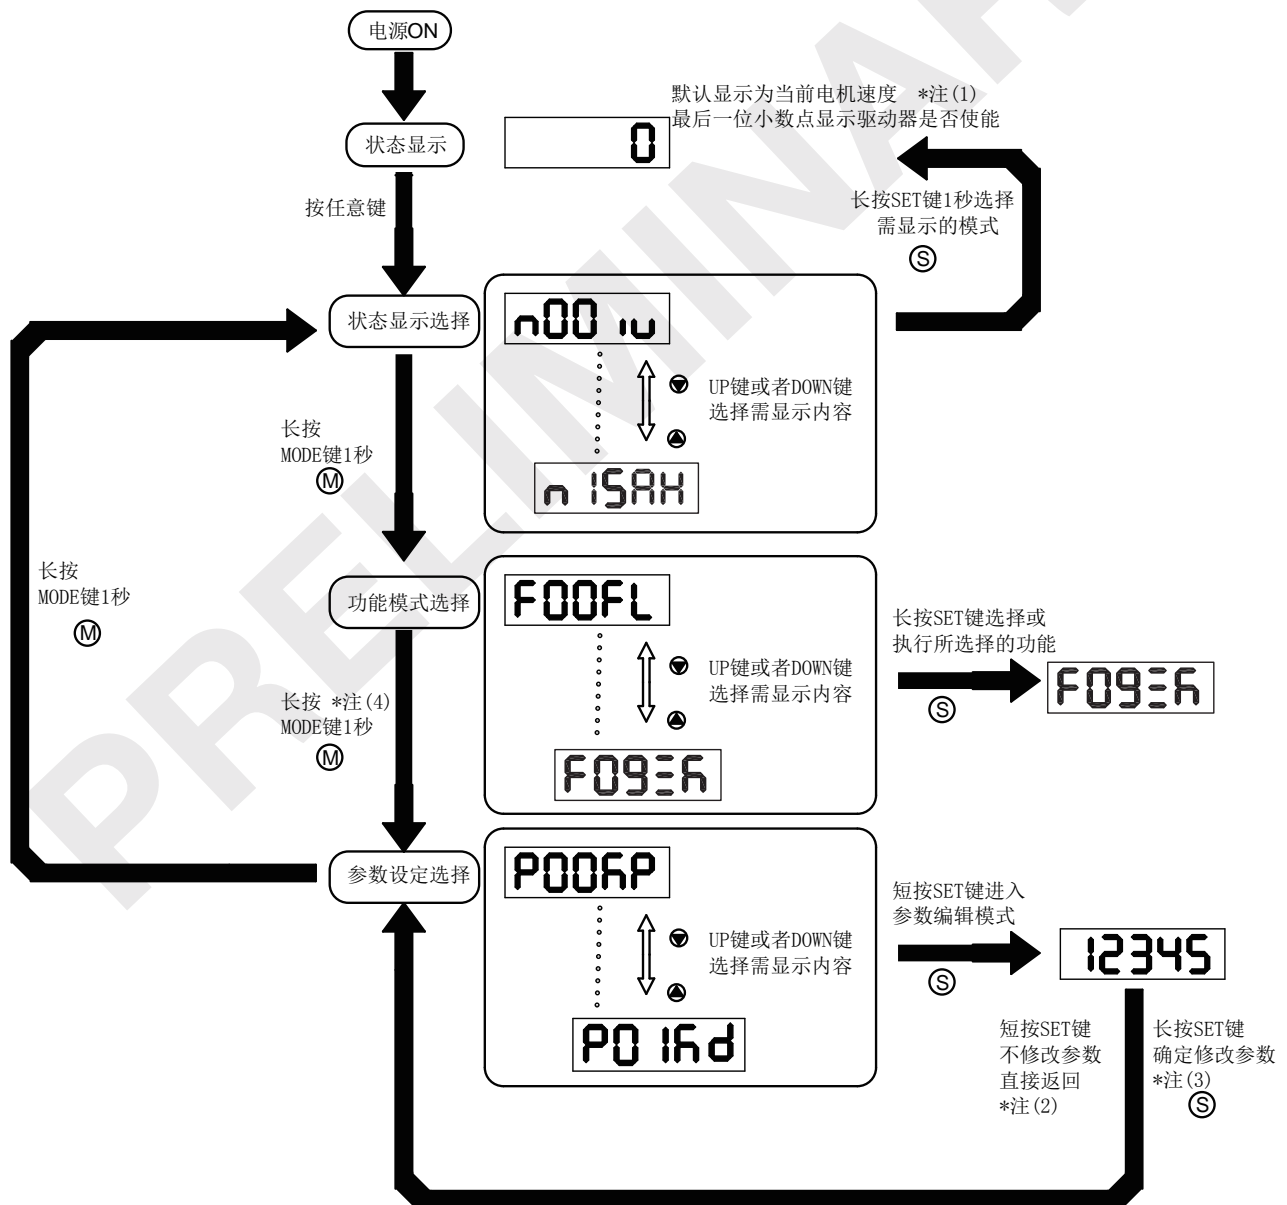 电源ON
默认显示为当前电机速度 *注(1)
最后一位小数点显示驱动器是否使能
状态显示
0
按任意键
长按SET键1秒选择
需显示的模式
S
状态显示选择
n00 iu
UP键或者DOWN键
选择需显示内容
n15AH
长按
MODE键1秒
M
长按
MODE键1秒
M
功能模式选择
F00FL
UP键或者DOWN键
选择需显示内容
长按SET键选择或
执行所选择的功能
S
长按 *注(4)
MODE键1秒
M
参数设定选择
UP键或者DOWN键
选择需显示内容
短按SET键进入
参数编辑模式
S
12345
短按SET键
不修改参数
直接返回
*注(2)
长按SET键
确定修改参数
*注(3)
S